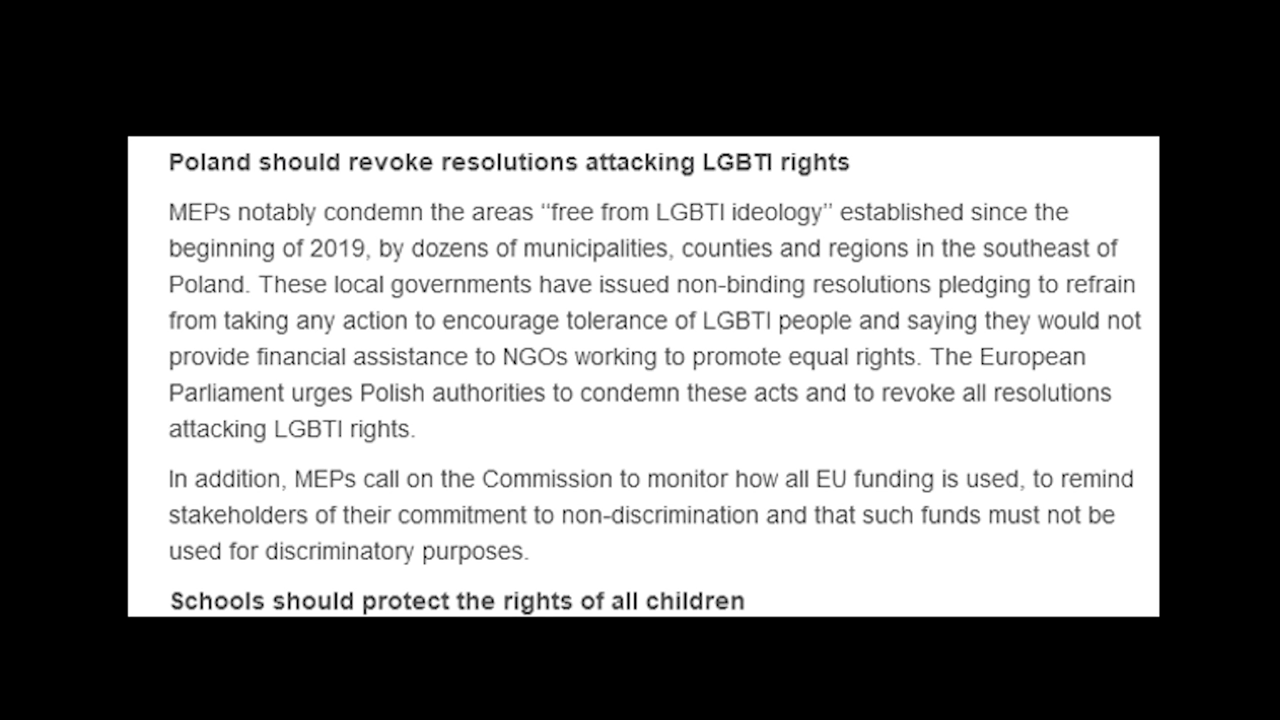 Poland should revoke resolutions attacking LGBTI rights
MEPs notably condemn the areas “free from LGBTI ideology” established since the
beginning of 2019, by dozens of municipalities, counties and regions in the southeast of
Poland. These local governments have issued non-binding resolutions pledging to refrain
from taking any action to encourage tolerance of LGBTI people and saying they would not
provide financial assistance to NGOs working to promote equal rights. The European
Parliament urges Polish authorities to condemn these acts and to revoke all resolutions
attacking LGBTI rights.
In addition, MEPs call on the Commission to monitor how all EU funding is used, to remind
stakeholders of their commitment to non-discrimination and that such funds must not be
used for discriminatory purposes.
Schools should protect the rights of all children